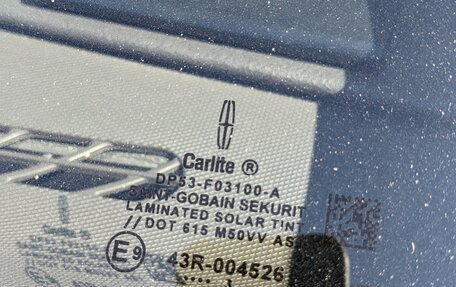 Carlite ®
DP53-F03100-A
SAINT-GOBAIN SEKURIT
LAMINATED SOLAR TINT
// DOT 615 M50VV AS
E9 43R-004526